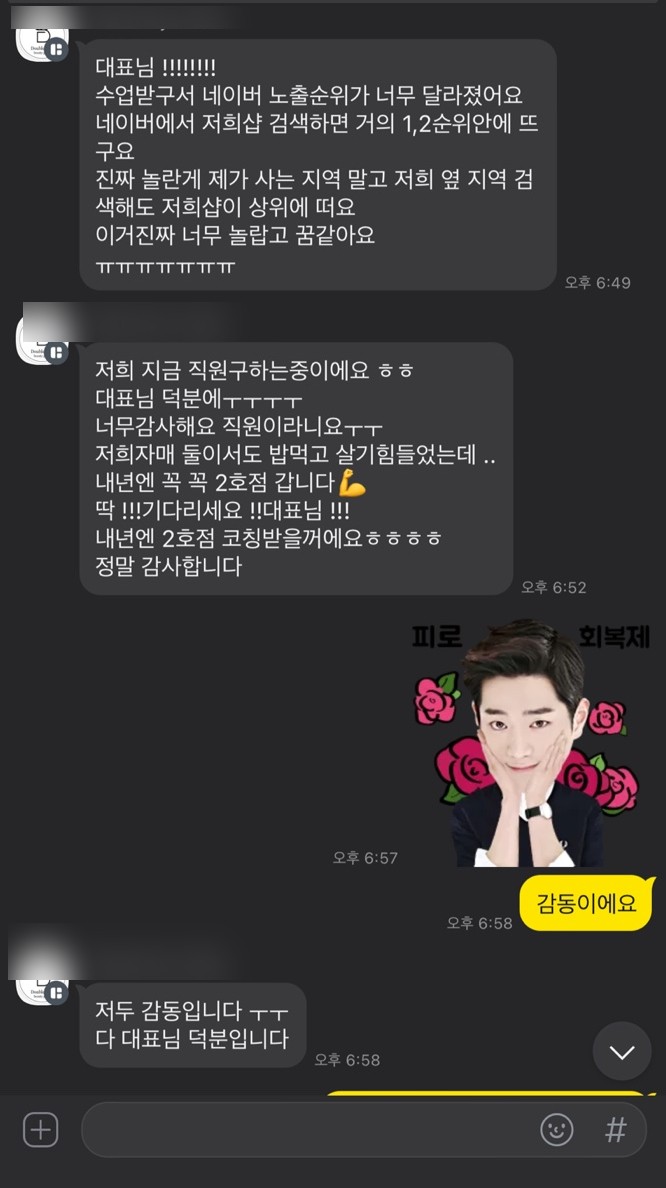 대표님 !!!!!!!!
수업받구서 네이버 노출순위가 너무 달라졌어요
네이버에서 저희샵 검색하면 거의 1,2순위안에 뜨
구요
진짜 놀란게 제가 사는 지역 말고 저희 옆 지역 검
색해도 저희샵이 상위에 떠요
이거진짜 너무 놀랍고 꿈같아요
ㅠㅠㅠㅠㅠㅠㅠ
오후 6:49
저희 지금 직원구하는중이에요 ㅎㅎ
대표님 덕분에ㅜㅜㅜㅜ
너무감사해요 직원이라니요ㅜㅜ
저희자매 둘이서도 밥먹고 살기힘들었는데 ..
내년엔 꼭 꼭 2호점 갑니다💪
딱 !!!기다리세요 !!대표님 !!!
내년엔 2호점 코칭받을꺼에요ㅎㅎㅎㅎ
정말 감사합니다
오후 6:52
피로 회복제
오후 6:57
감동이에요
오후 6:58
저두 감동입니다 ㅜㅜ
다 대표님 덕분입니다
오후 6:58
#